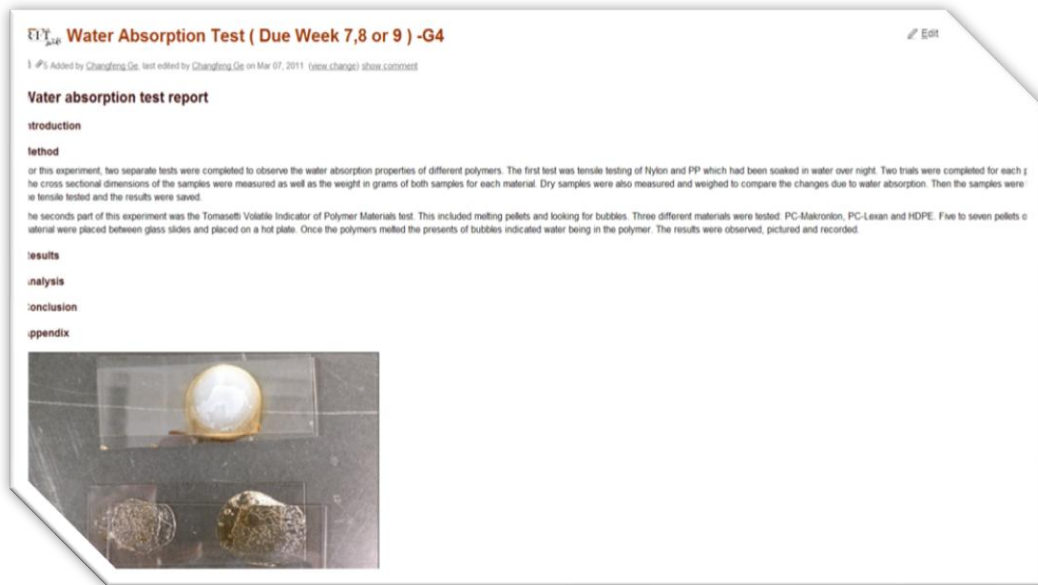 Water Absorption Test ( Due Week 7,8 or 9 ) -G4
Edit
5 Added by Changfeng Ge, last edited by Changfeng Ge on Mar 07, 2011 (view change) show comment
Vater absorption test report
ntroduction
lethod
or this experiment, two separate tests were completed to observe the water absorption properties of different polymers. The first test was tensile testing of Nylon and PP which had been soaked in water over night. Two trials were completed for each p
he cross sectional dimensions of the samples were measured as well as the weight in grams of both samples for each material. Dry samples were also measured and weighed to compare the changes due to water absorption. Then the samples were
e tensile tested and the results were saved.
he seconds part of this experiment was the Tomasetti Volatile Indicator of Polymer Materials test. This included melting pellets and looking for bubbles. Three different materials were tested: PC-Makronlon, PC-Lexan and HDPE. Five to seven pellets o
aterial were placed between glass slides and placed on a hot plate. Once the polymers melted the presents of bubbles indicated water being in the polymer. The results were observed, pictured and recorded.
esults
nalysis
onclusion
ppendix